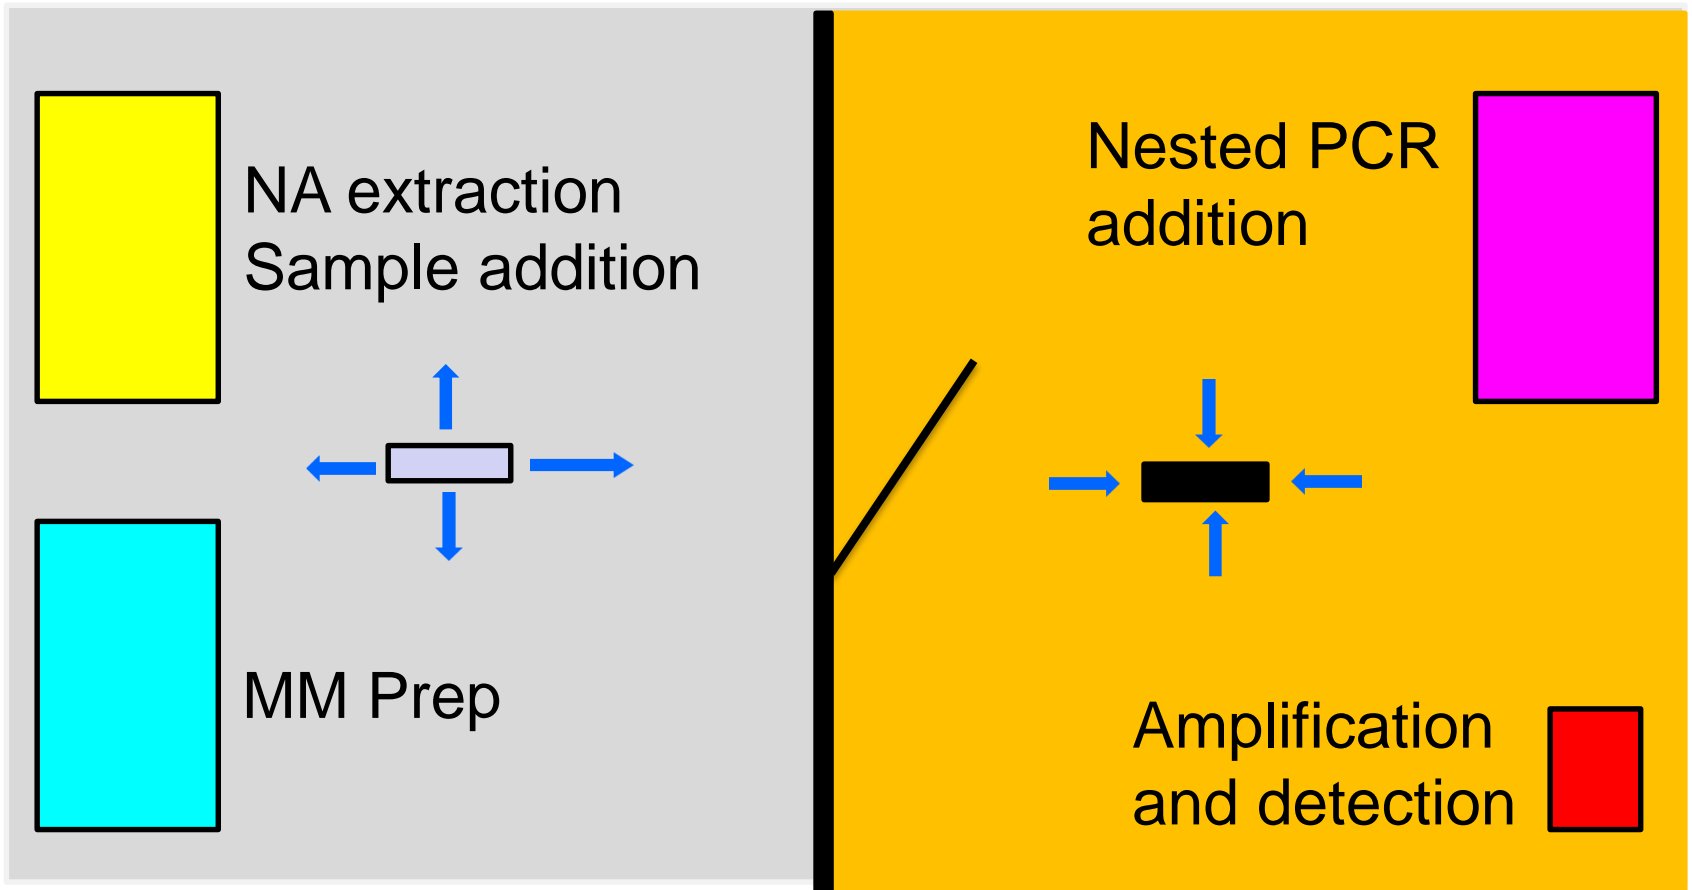 NA extraction
Sample addition
MM Prep
Nested PCR
addition
Amplification
and detection